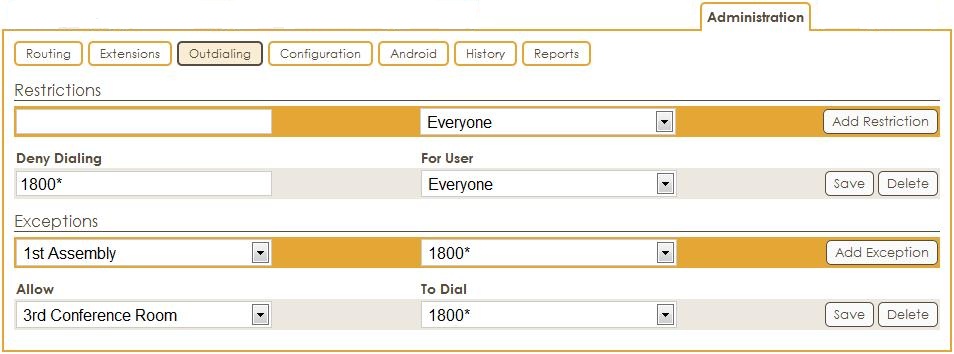 Administration
Routing Extensions Outdialing Configuration Android History Reports
Restrictions
Everyone Add Restriction
Deny Dialing For User
1800* Everyone Save Delete
Exceptions
1st Assembly 1800* Add Exception
Allow To Dial
3rd Conference Room 1800* Save Delete